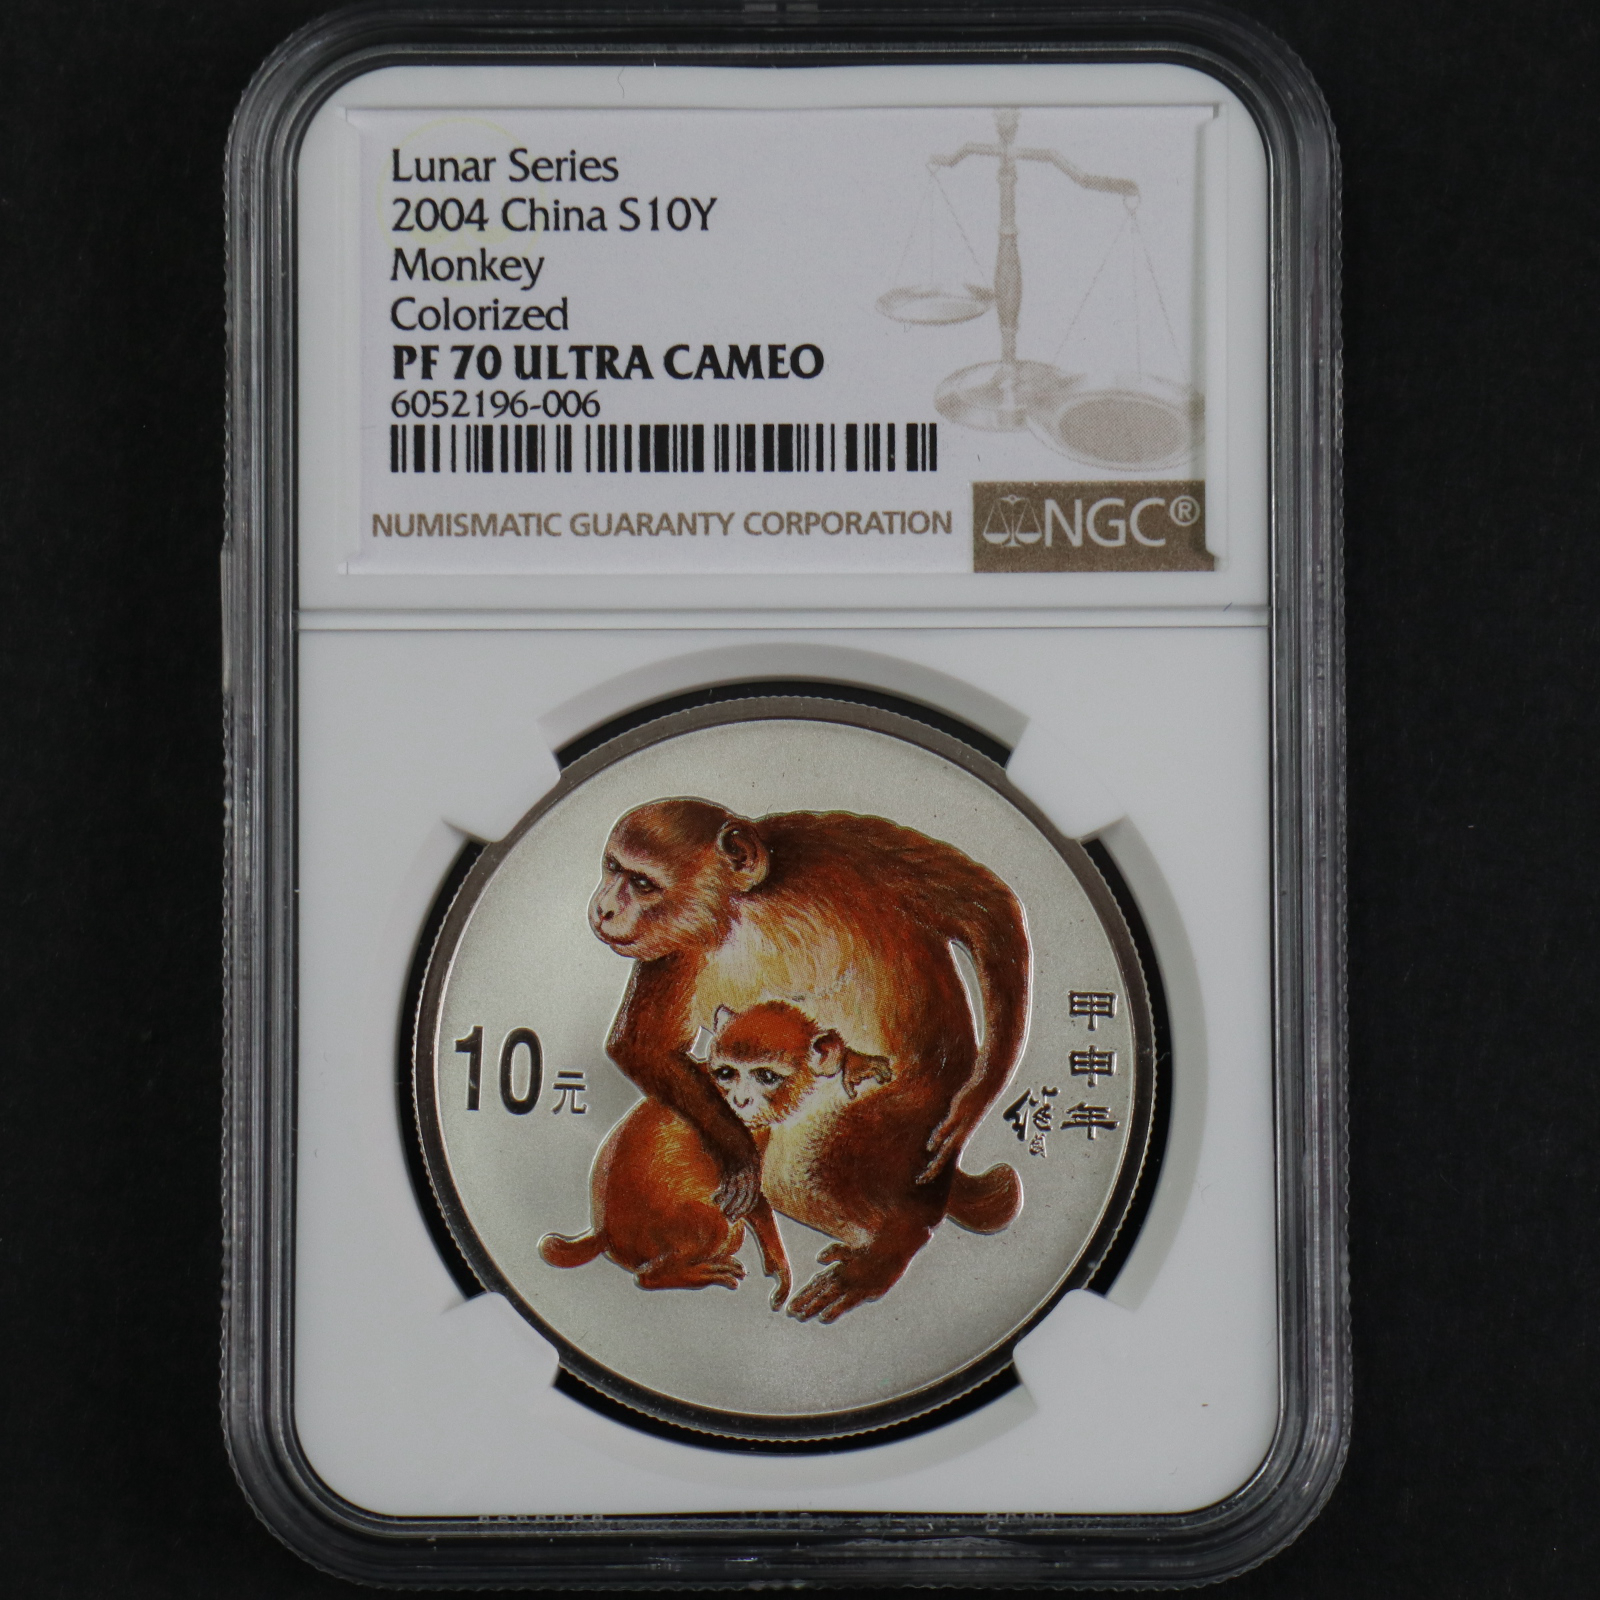 Lunar Series
2004 China S10Y
Monkey
Colorized
PF 70 ULTRA CAMEO
6052196-006
NUMISMATIC GUARANTY CORPORATION
NGC®
10元
甲申年